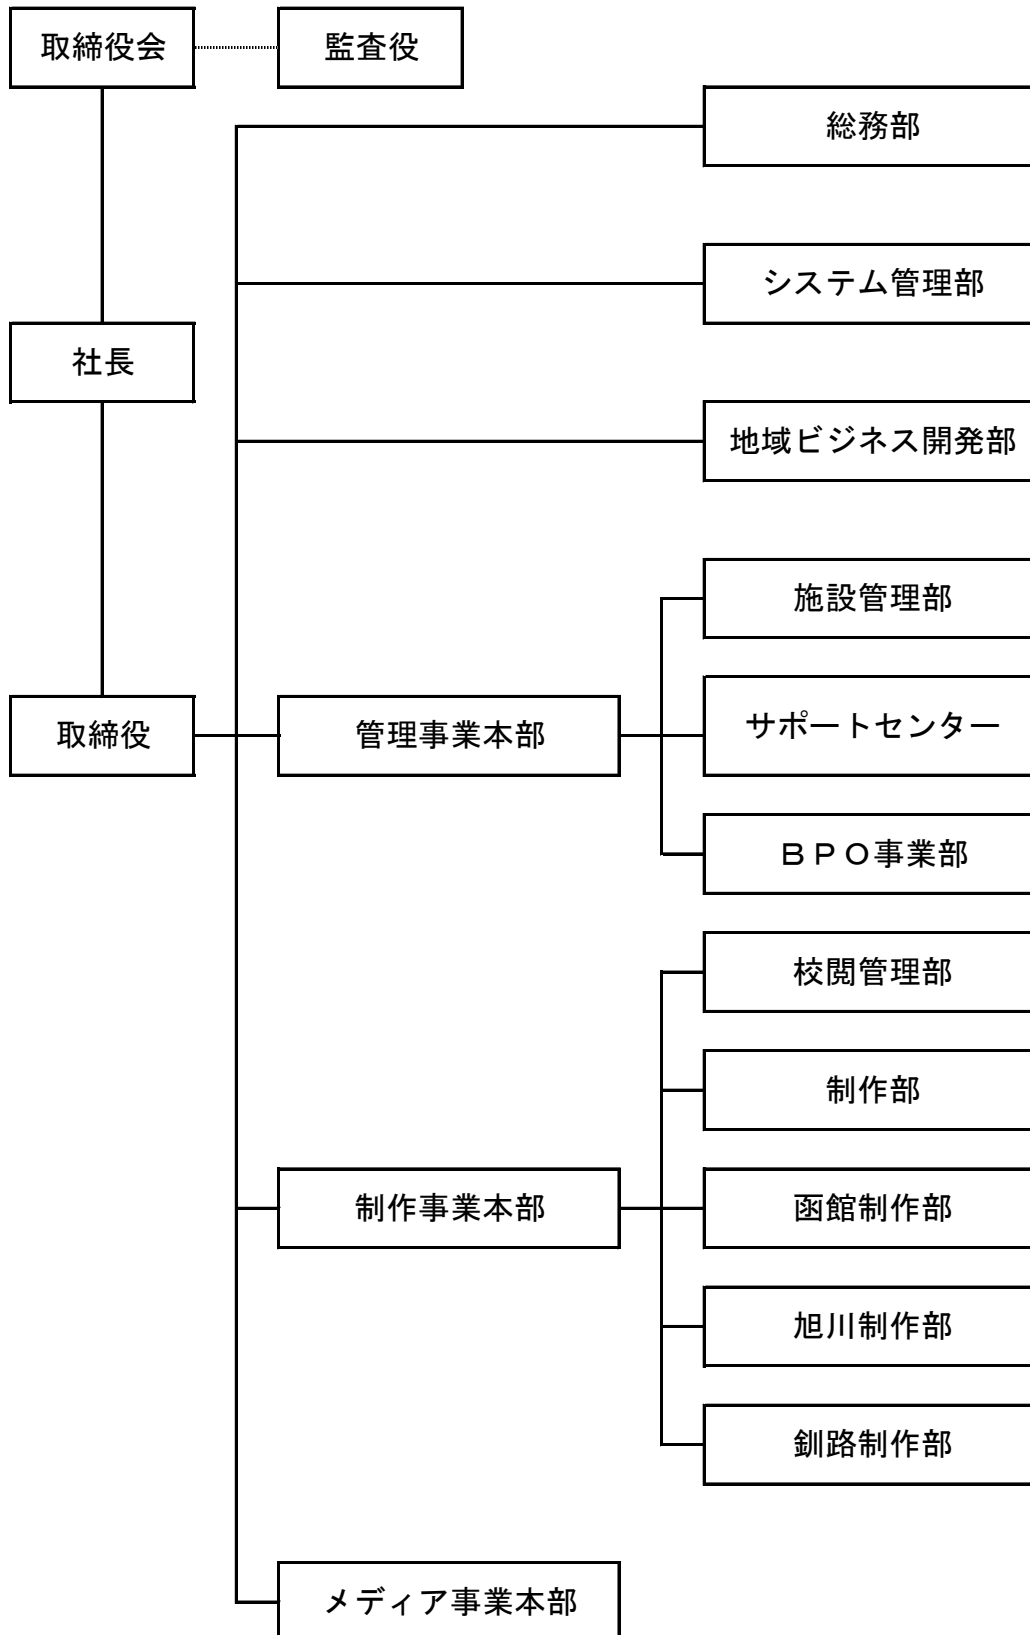 取締役会
監査役
総務部
システム管理部
社長
地域ビジネス開発部
施設管理部
取締役
管理事業本部
サポートセンター
ＢＰＯ事業部
校閲管理部
制作部
制作事業本部
函館制作部
旭川制作部
釧路制作部
メディア事業本部